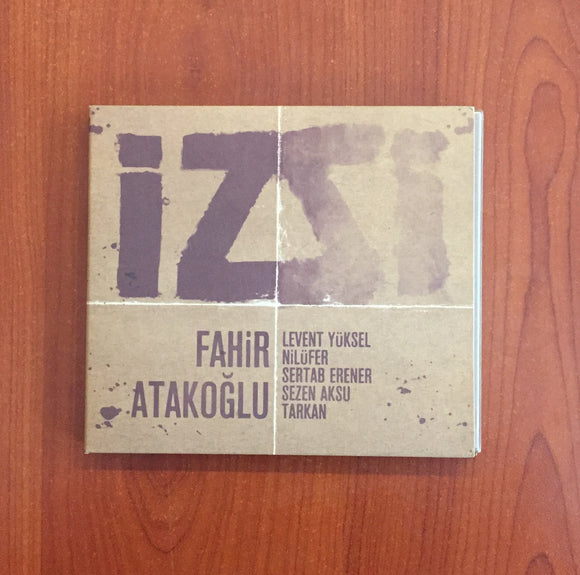 İZ
FAHİR
ATAKOĞLU
LEVENT YÜKSEL
NİLÜFER
SERTAB ERENER
SEZEN AKSU
TARKAN